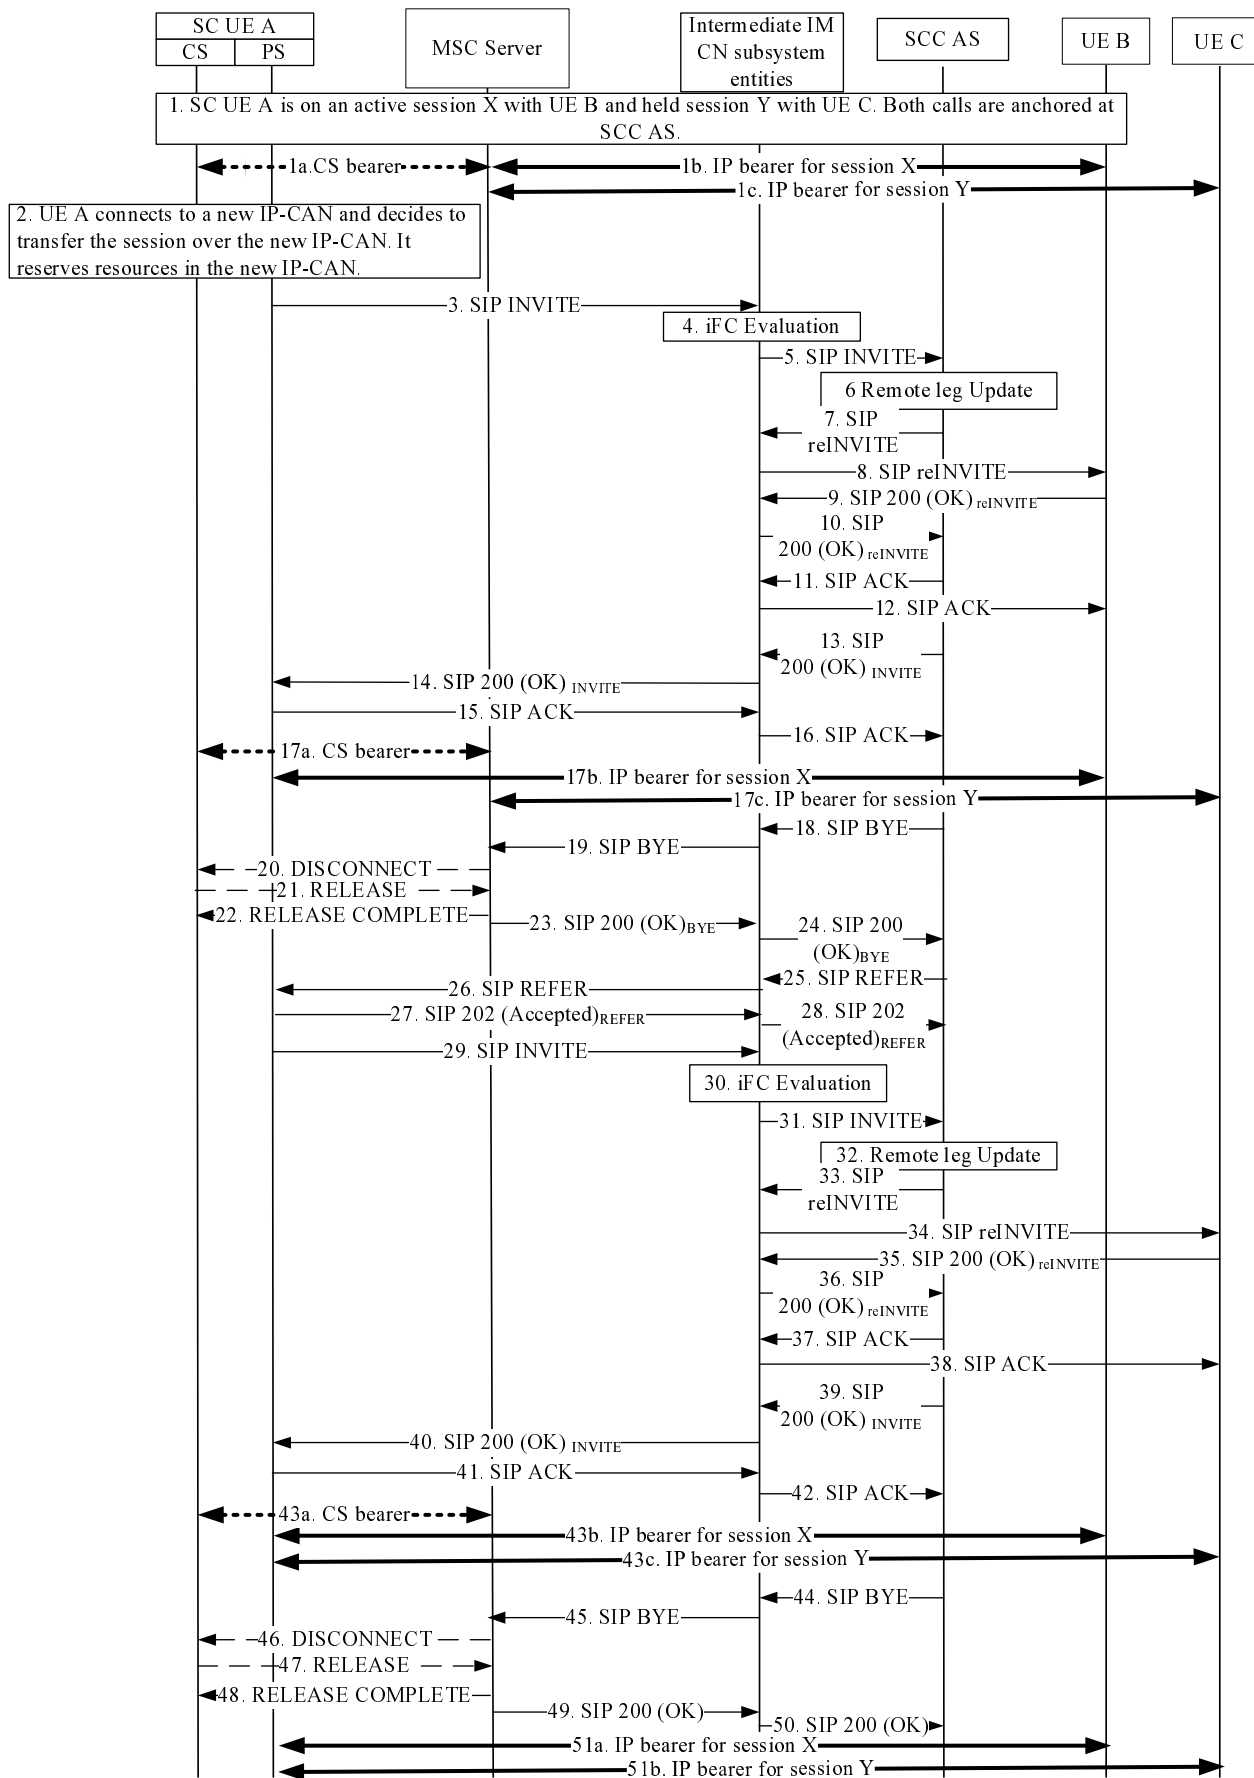 SC UE A
CS
PS
MSC Server
Intermediate IM
CN subsystem
entities
SCC AS
UE B
UE C
1. SC UE A is on an active session X with UE B and held session Y with UE C. Both calls are anchored at
SCC AS.
1a.CS bearer
1b. IP bearer for session X
1c. IP bearer for session Y
2. UE A connects to a new IP-CAN and decides to
transfer the session over the new IP-CAN. It
reserves resources in the new IP-CAN.
3. SIP INVITE
4. iFC Evaluation
5. SIP INVITE
6 Remote leg Update
7. SIP
reINVITE
8. SIP reINVITE
9. SIP 200 (OK) reINVITE
10. SIP
200 (OK) reINVITE
11. SIP ACK
12. SIP ACK
13. SIP
200 (OK) INVITE
14. SIP 200 (OK) INVITE
15. SIP ACK
16. SIP ACK
17a. CS bearer
17b. IP bearer for session X
17c. IP bearer for session Y
18. SIP BYE
19. SIP BYE
20. DISCONNECT
21. RELEASE
22. RELEASE COMPLETE
23. SIP 200 (OK)BYE
24. SIP 200
(OK)BYE
25. SIP REFER
26. SIP REFER
27. SIP 202 (Accepted)REFER
28. SIP 202
(Accepted)REFER
29. SIP INVITE
30. iFC Evaluation
31. SIP INVITE
32. Remote leg Update
33. SIP
reINVITE
34. SIP reINVITE
35. SIP 200 (OK) reINVITE
36. SIP
200 (OK) reINVITE
37. SIP ACK
38. SIP ACK
39. SIP
200 (OK) INVITE
40. SIP 200 (OK) INVITE
41. SIP ACK
42. SIP ACK
43a. CS bearer
43b. IP bearer for session X
43c. IP bearer for session Y
44. SIP BYE
45. SIP BYE
46. DISCONNECT
47. RELEASE
48. RELEASE COMPLETE
49. SIP 200 (OK)
50. SIP 200 (OK)
51a. IP bearer for session X
51b. IP bearer for session Y